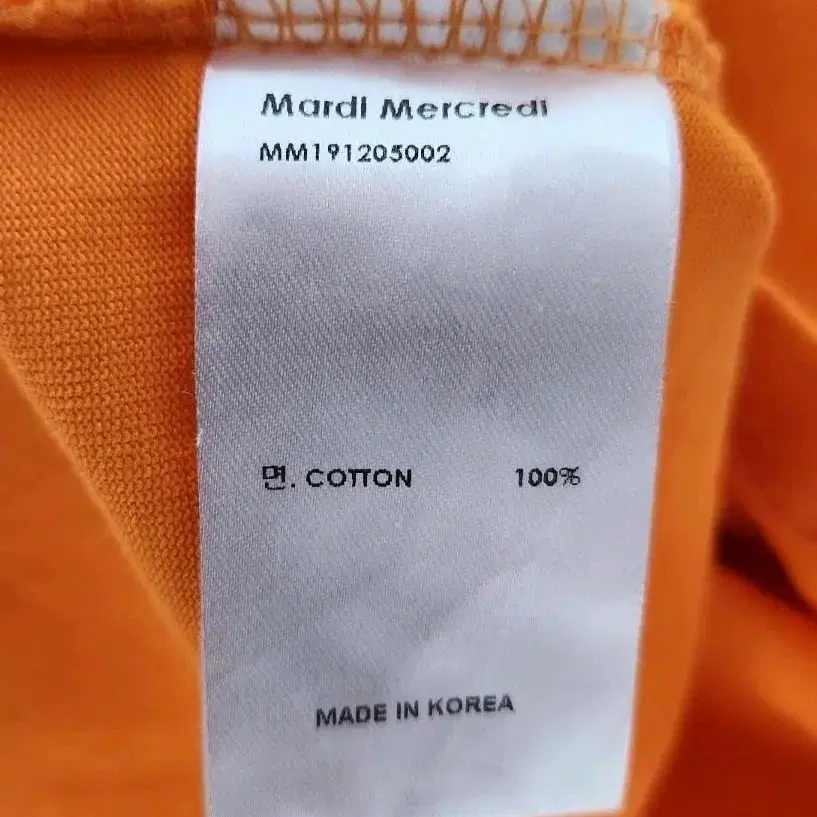 Mardi Mercredi
MM191205002
면. COTTON 100%
MADE IN KOREA